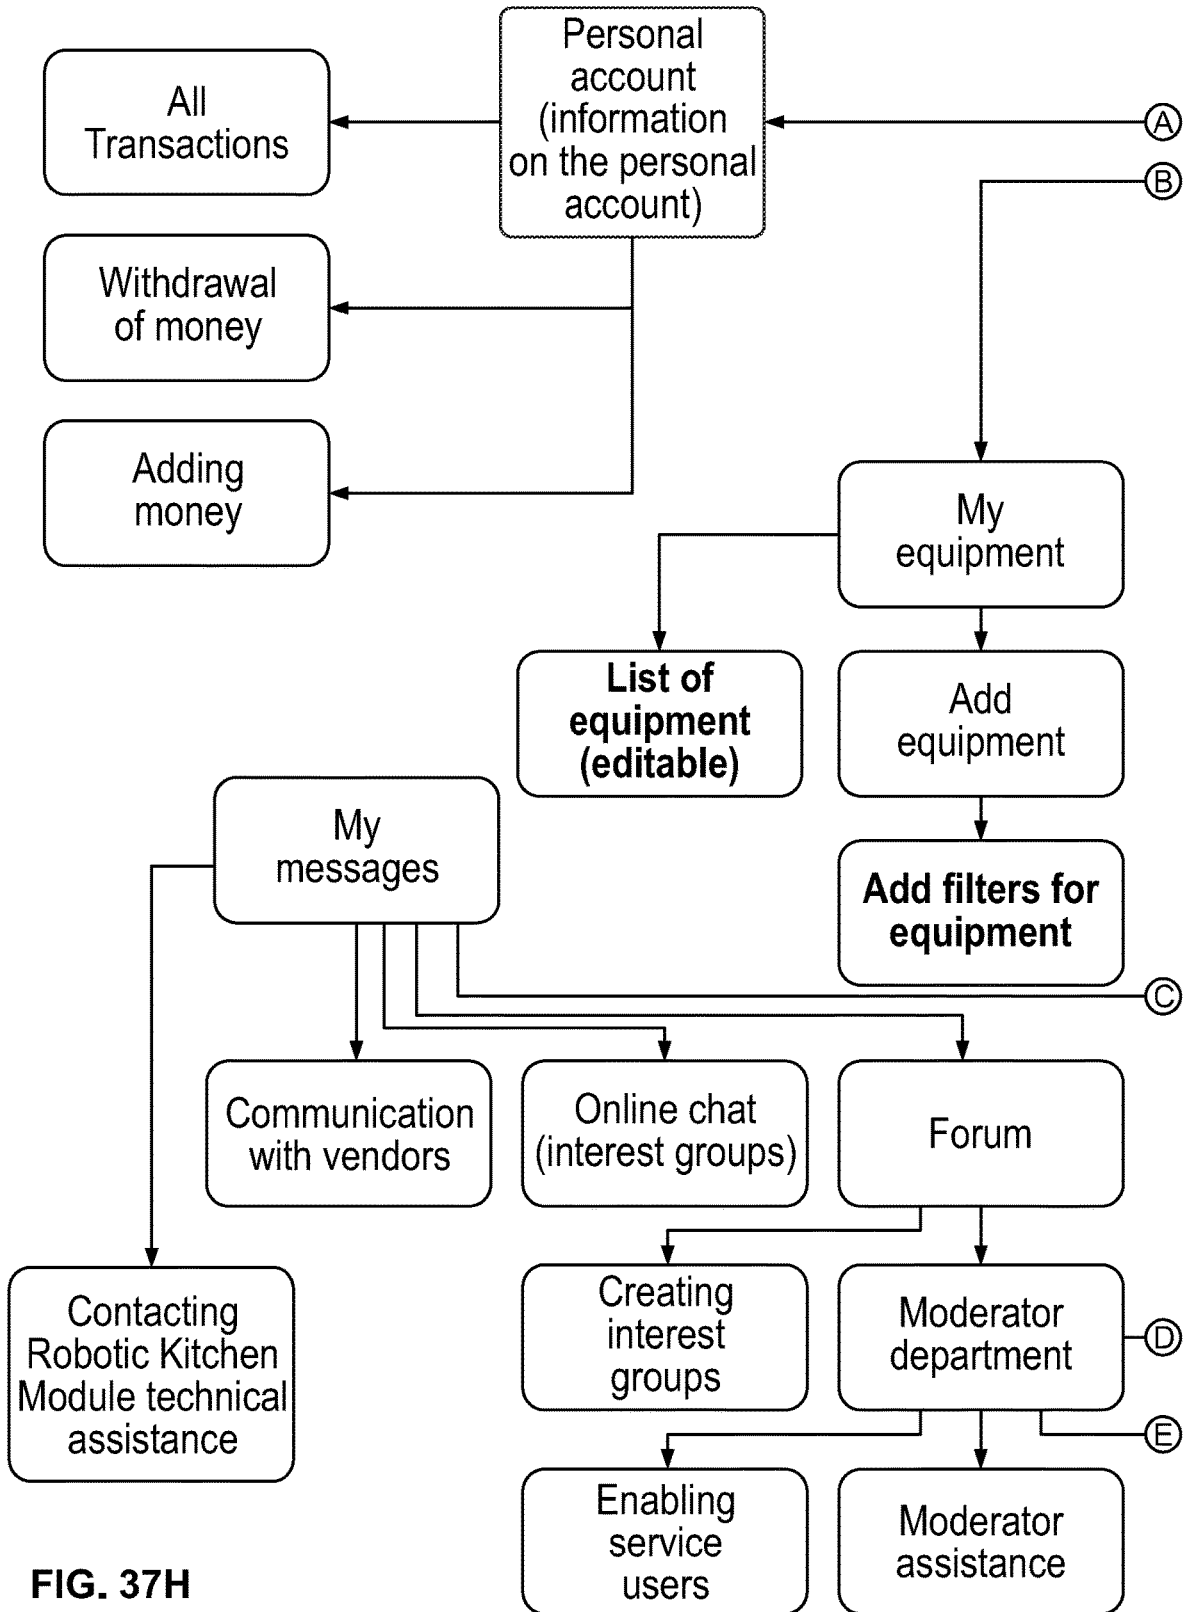 Personal
account
(information
on the personal
account)
All
Transactions
A
B
Withdrawal
of money
Adding
money
My
equipment
List of
equipment
(editable)
Add
equipment
My
messages
Add filters for
equipment
C
Communication
with vendors
Online chat
(interest groups)
Forum
Contacting
Robotic Kitchen
Module technical
assistance
Creating
interest
groups
Moderator
department
D
E
Enabling
service
users
Moderator
assistance
FIG. 37H